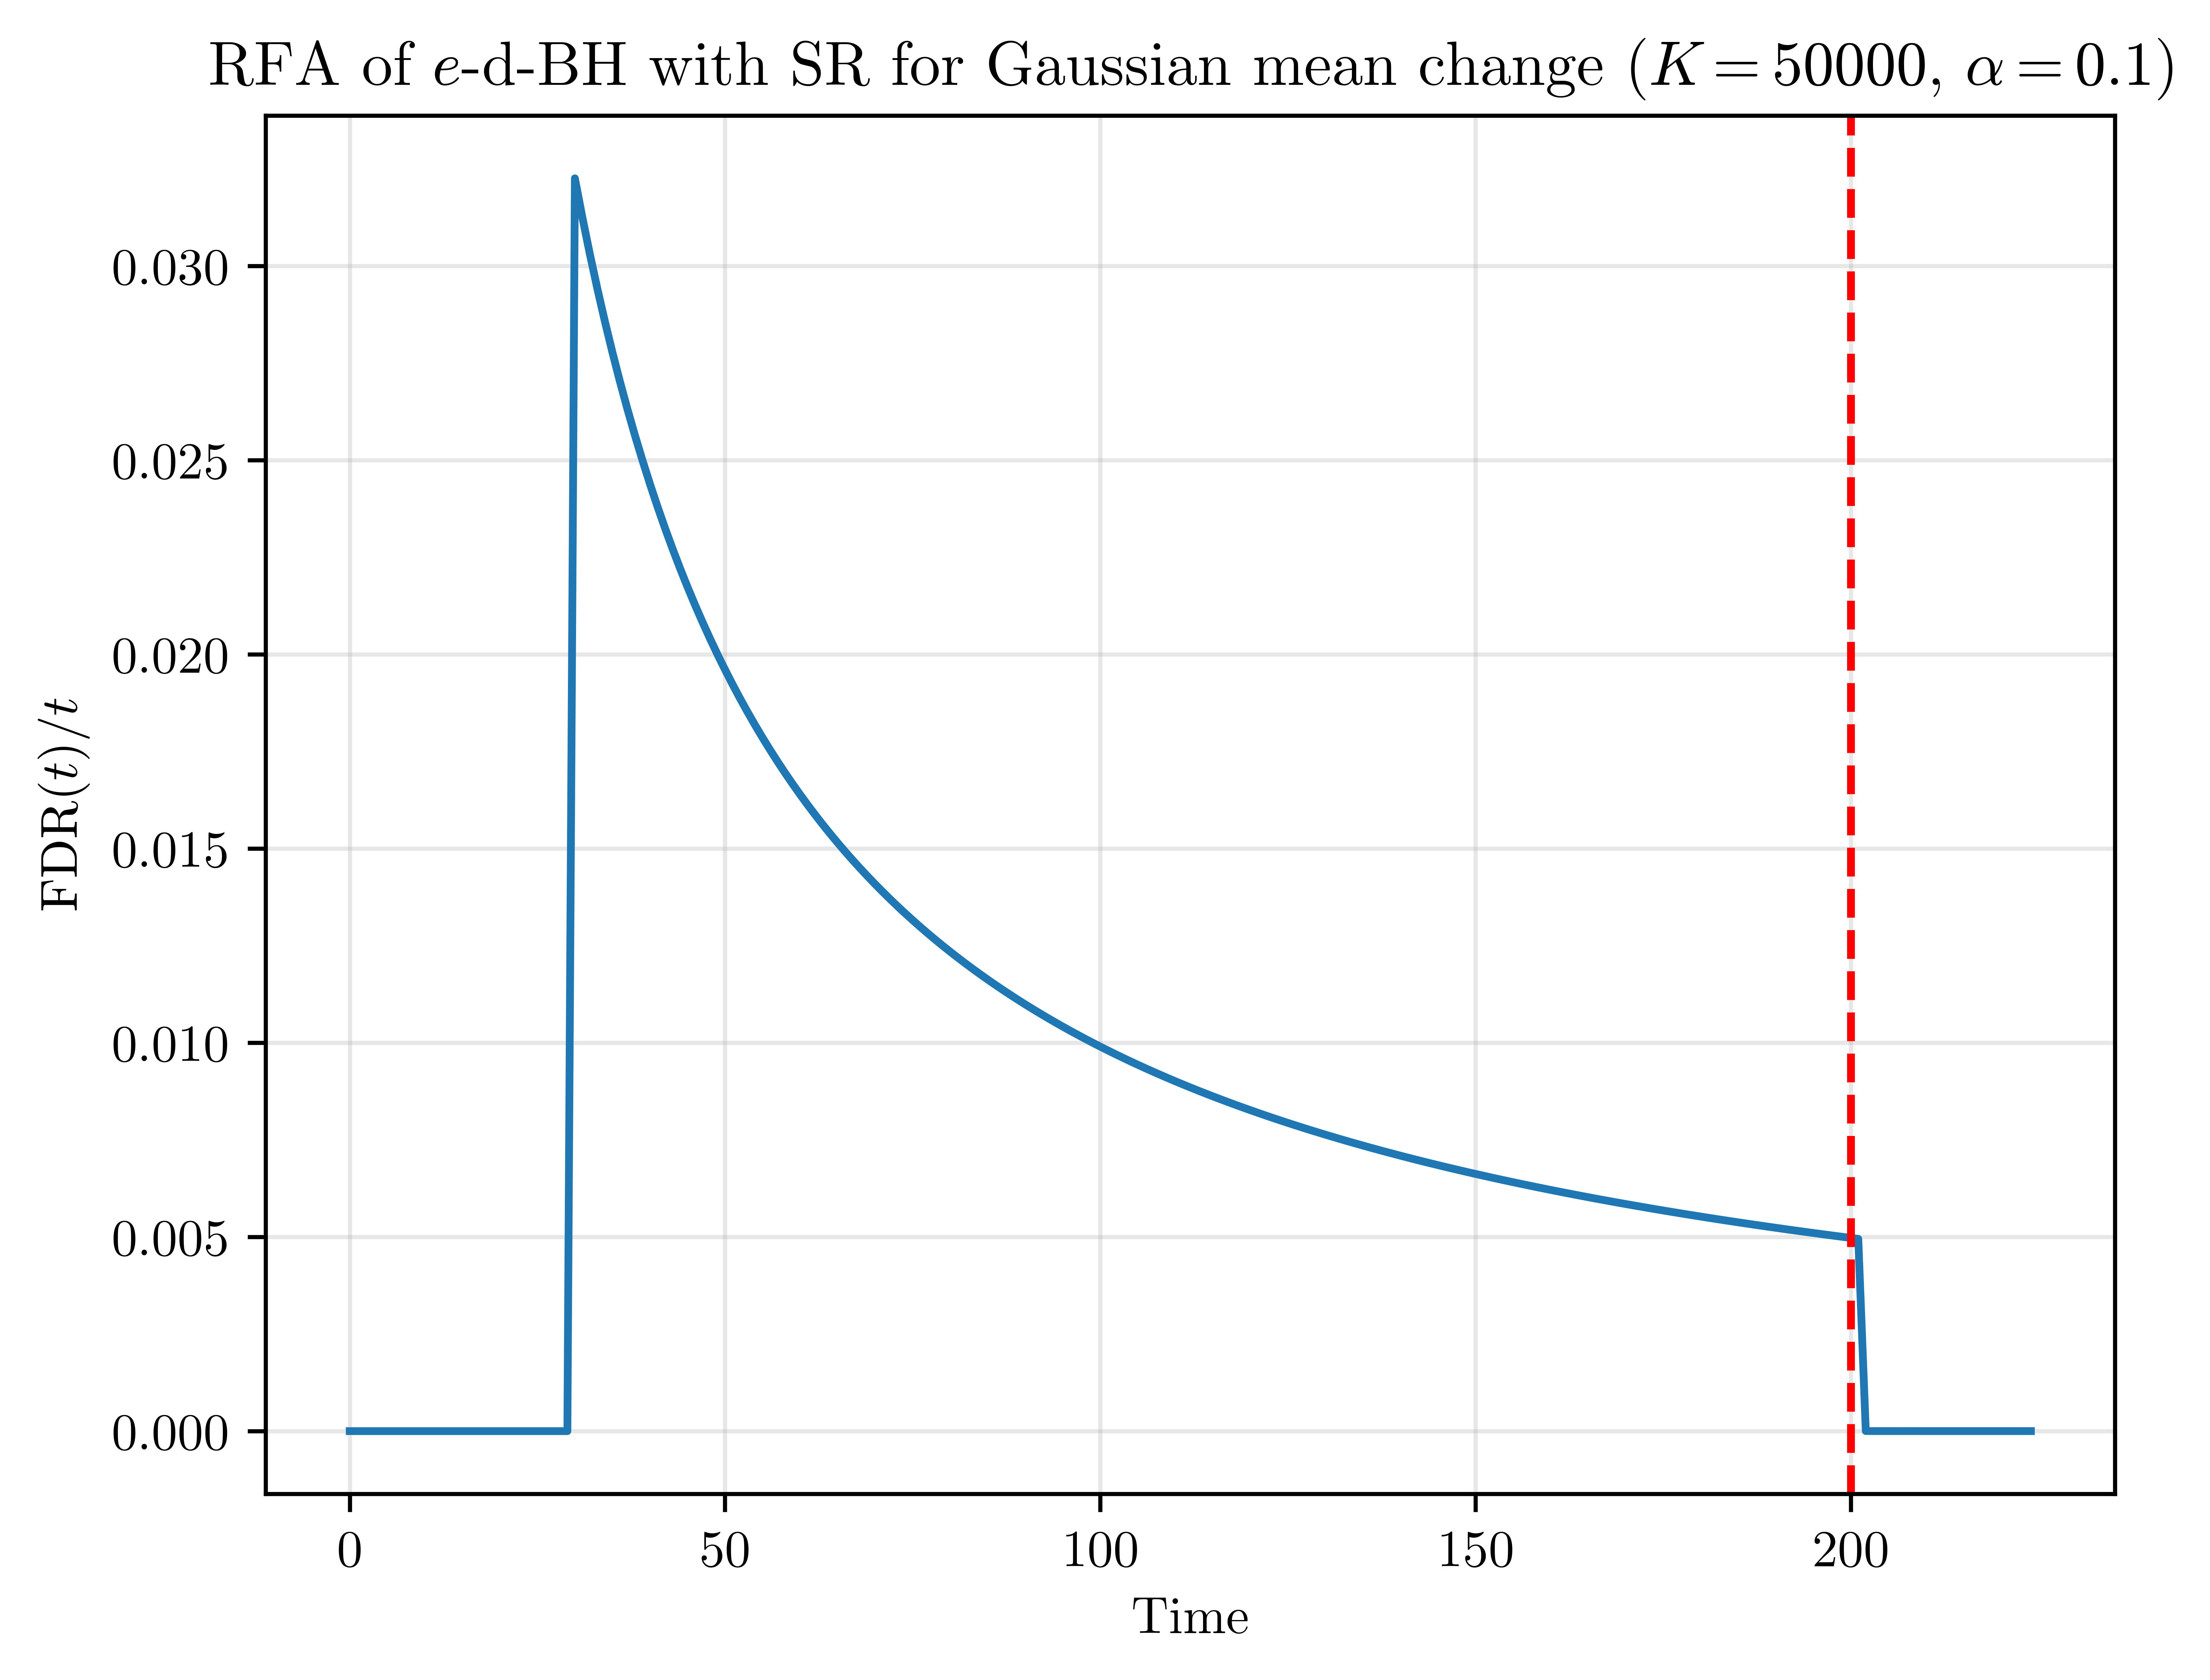 RFA of e-d-BH with SR for Gaussian mean change (K = 50000, α = 0.1)
FDR(t)/t
0.030
0.025
0.020
0.015
0.010
0.005
0.000
0 50 100 150 200
Time